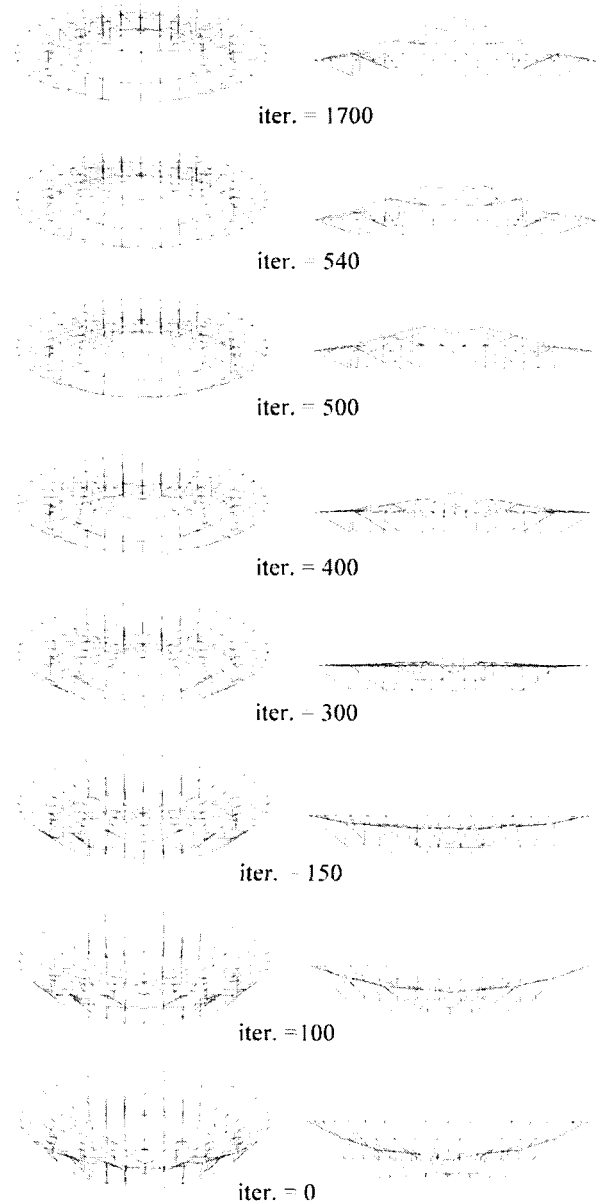 iter. = 1700
iter. = 540
iter. = 500
iter. = 400
iter. = 300
iter. = 150
iter. =100
iter. = 0